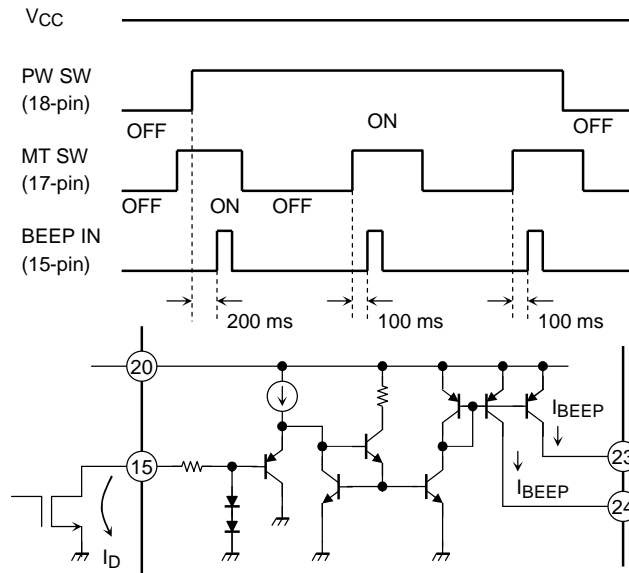 VCC
PW SW
(18-pin)
OFF
ON
OFF
MT SW
(17-pin)
OFF
ON
OFF
BEEP IN
(15-pin)
200 ms
100 ms
100 ms
20
IBEEP
15
23
IBEEP
24
ID